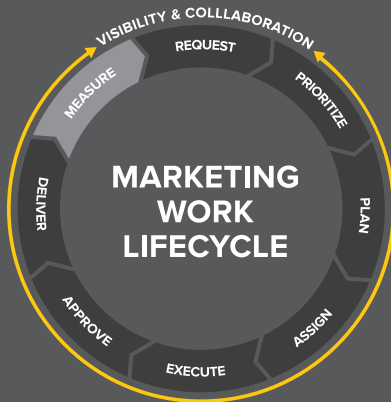 VISIBILITY & COLLLABORATION
REQUEST
PRIORITIZE
PLAN
ASSIGN
EXECUTE
APPROVE
DELIVER
MEASURE
MARKETING
WORK
LIFECYCLE